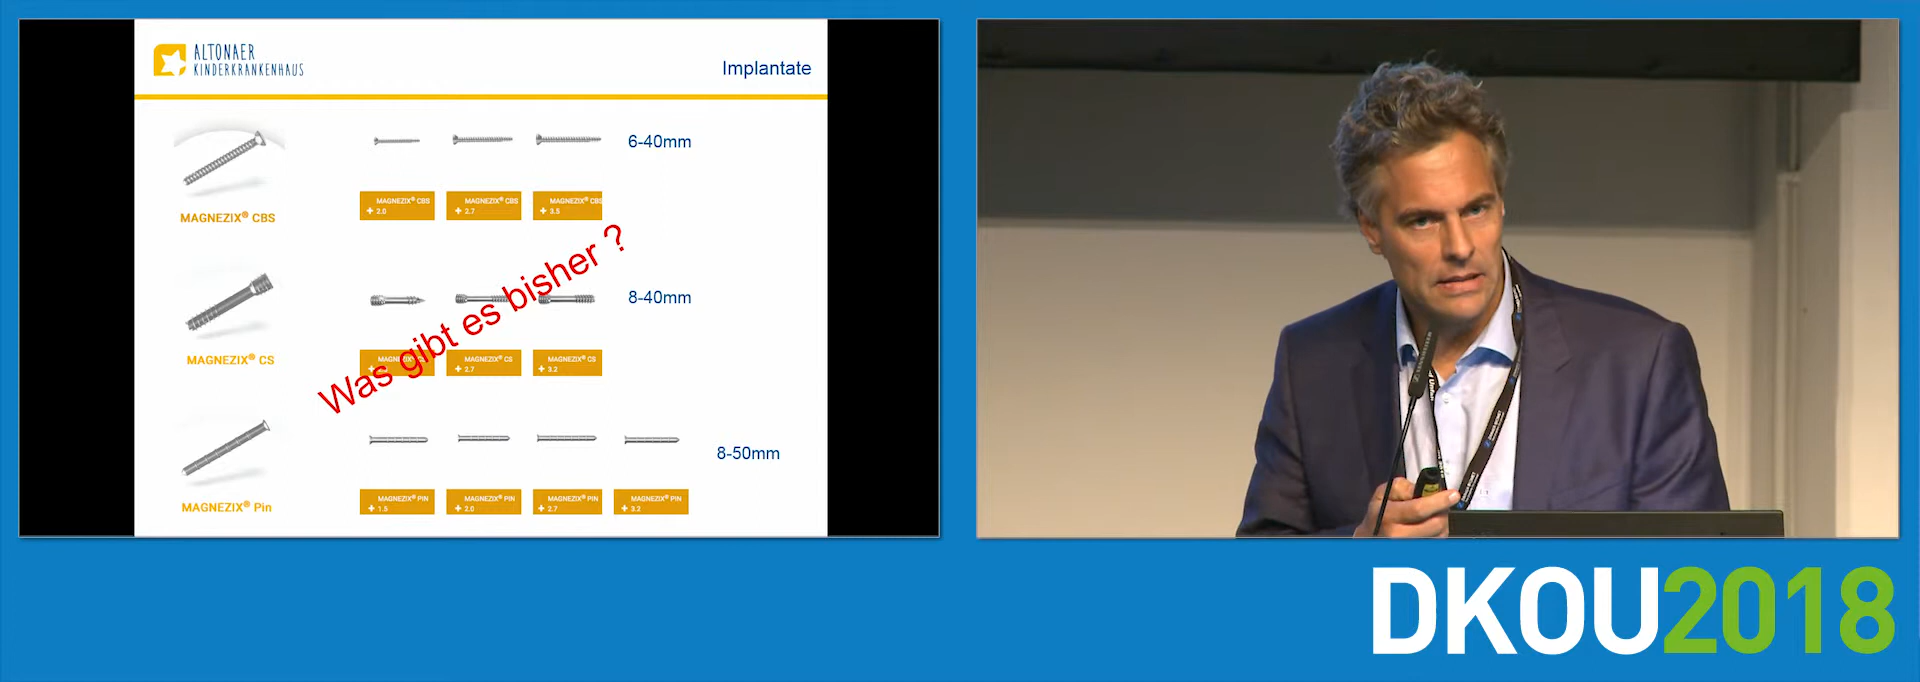 ALTONAER
KINDERKRANKENHAUS
Implantate
6-40mm
MAGNEZIX® CBS
+ 2.0
MAGNEZIX® CBS
+ 2.7
MAGNEZIX® CBS
+ 3.5
MAGNEZIX® CBS
Was gibt es bisher ?
8-40mm
MAGNEZIX® CS
MAGNEZIX® CS
+ 2.7
MAGNEZIX® CS
+ 3.2
MAGNEZIX® CS
8-50mm
MAGNEZIX® PIN
+ 1.5
MAGNEZIX® PIN
+ 2.0
MAGNEZIX® PIN
+ 2.7
MAGNEZIX® PIN
+ 3.2
MAGNEZIX® Pin
DKOU2018